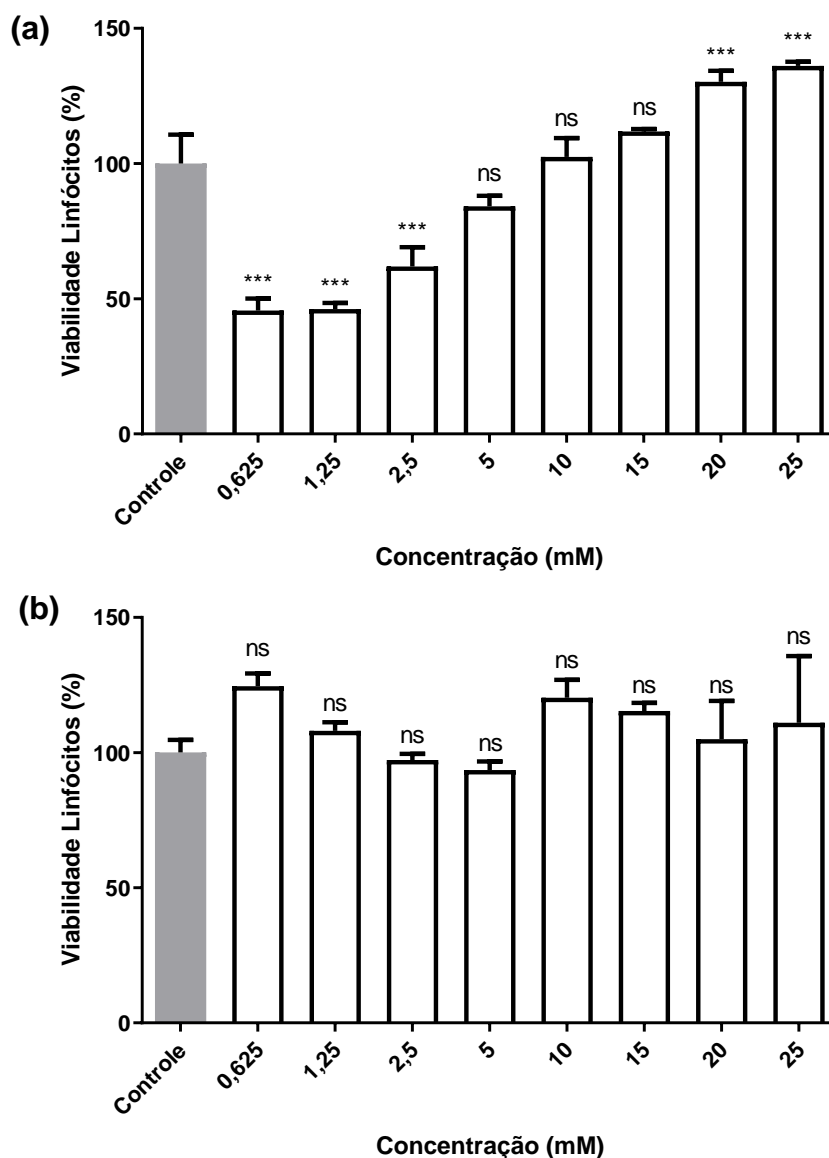 (a)
Viabilidade Linfócitos (%)
150
100
50
0
***
***
***
ns
ns
ns
***
***
Controle
0,625
1,25
2,5
5
10
15
20
25
Concentração (mM)
(b)
Viabilidade Linfócitos (%)
150
100
50
0
ns
ns
ns
ns
ns
ns
ns
ns
Controle
0,625
1,25
2,5
5
10
15
20
25
Concentração (mM)